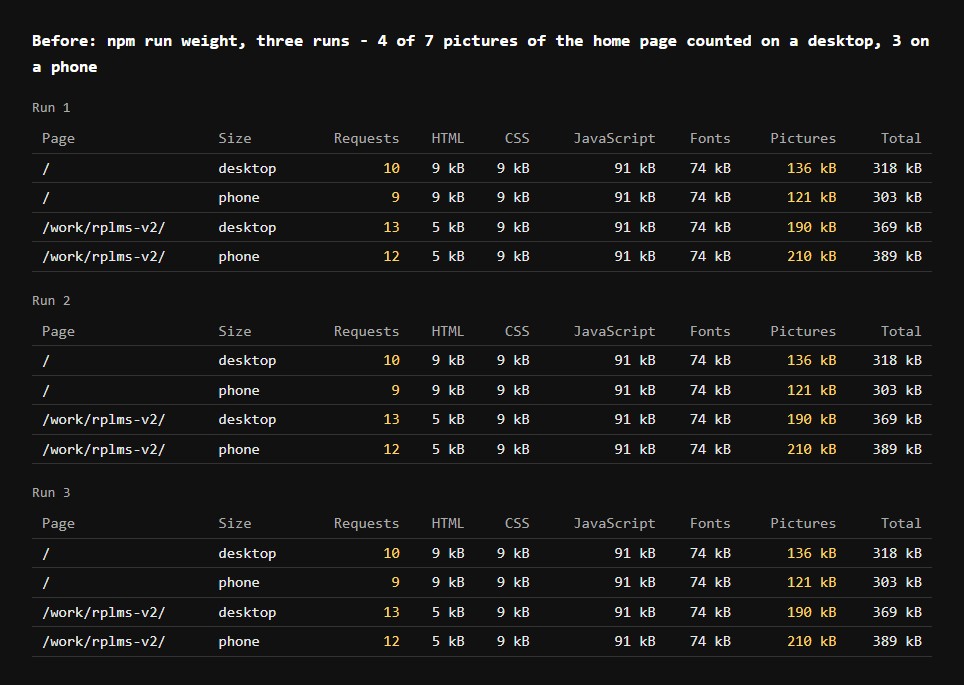 Before: npm run weight, three runs - 4 of 7 pictures of the home page counted on a desktop, 3 on
a phone
Run 1
Page Size Requests HTML CSS JavaScript Fonts Pictures Total
/ desktop 10 9 kB 9 kB 91 kB 74 kB 136 kB 318 kB
/ phone 9 9 kB 9 kB 91 kB 74 kB 121 kB 303 kB
/work/rplms-v2/ desktop 13 5 kB 9 kB 91 kB 74 kB 190 kB 369 kB
/work/rplms-v2/ phone 12 5 kB 9 kB 91 kB 74 kB 210 kB 389 kB
Run 2
Page Size Requests HTML CSS JavaScript Fonts Pictures Total
/ desktop 10 9 kB 9 kB 91 kB 74 kB 136 kB 318 kB
/ phone 9 9 kB 9 kB 91 kB 74 kB 121 kB 303 kB
/work/rplms-v2/ desktop 13 5 kB 9 kB 91 kB 74 kB 190 kB 369 kB
/work/rplms-v2/ phone 12 5 kB 9 kB 91 kB 74 kB 210 kB 389 kB
Run 3
Page Size Requests HTML CSS JavaScript Fonts Pictures Total
/ desktop 10 9 kB 9 kB 91 kB 74 kB 136 kB 318 kB
/ phone 9 9 kB 9 kB 91 kB 74 kB 121 kB 303 kB
/work/rplms-v2/ desktop 13 5 kB 9 kB 91 kB 74 kB 190 kB 369 kB
/work/rplms-v2/ phone 12 5 kB 9 kB 91 kB 74 kB 210 kB 389 kB